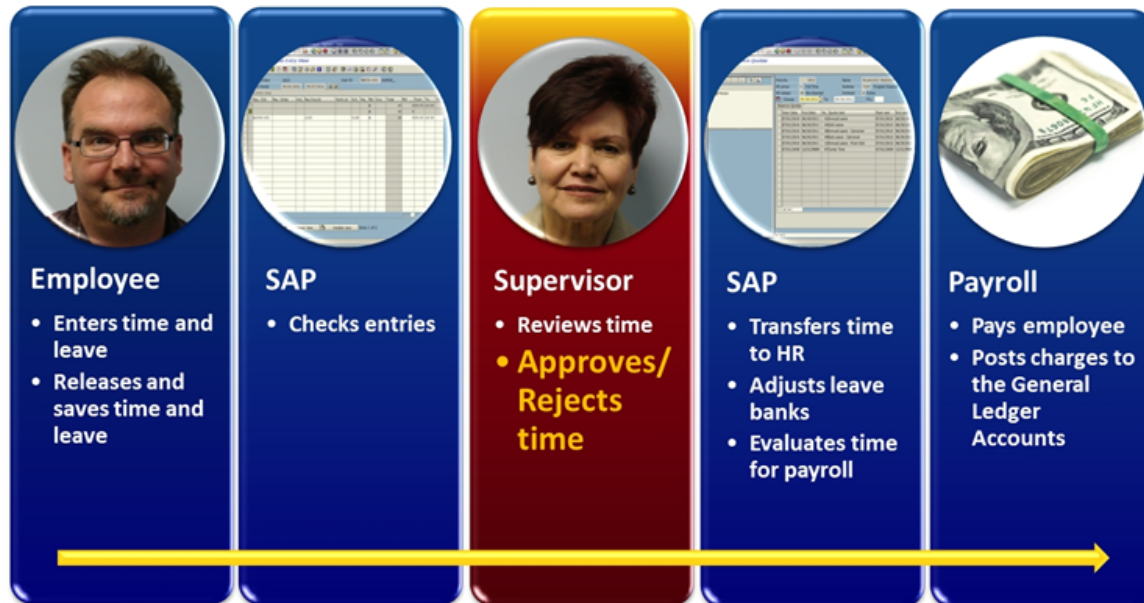 Employee
• Enters time and
leave
• Releases and
saves time and
leave
SAP
• Checks entries
Supervisor
• Reviews time
• Approves/
Rejects
time
SAP
• Transfers time
to HR
• Adjusts leave
banks
• Evaluates time
for payroll
Payroll
• Pays employee
• Posts charges to
the General
Ledger
Accounts